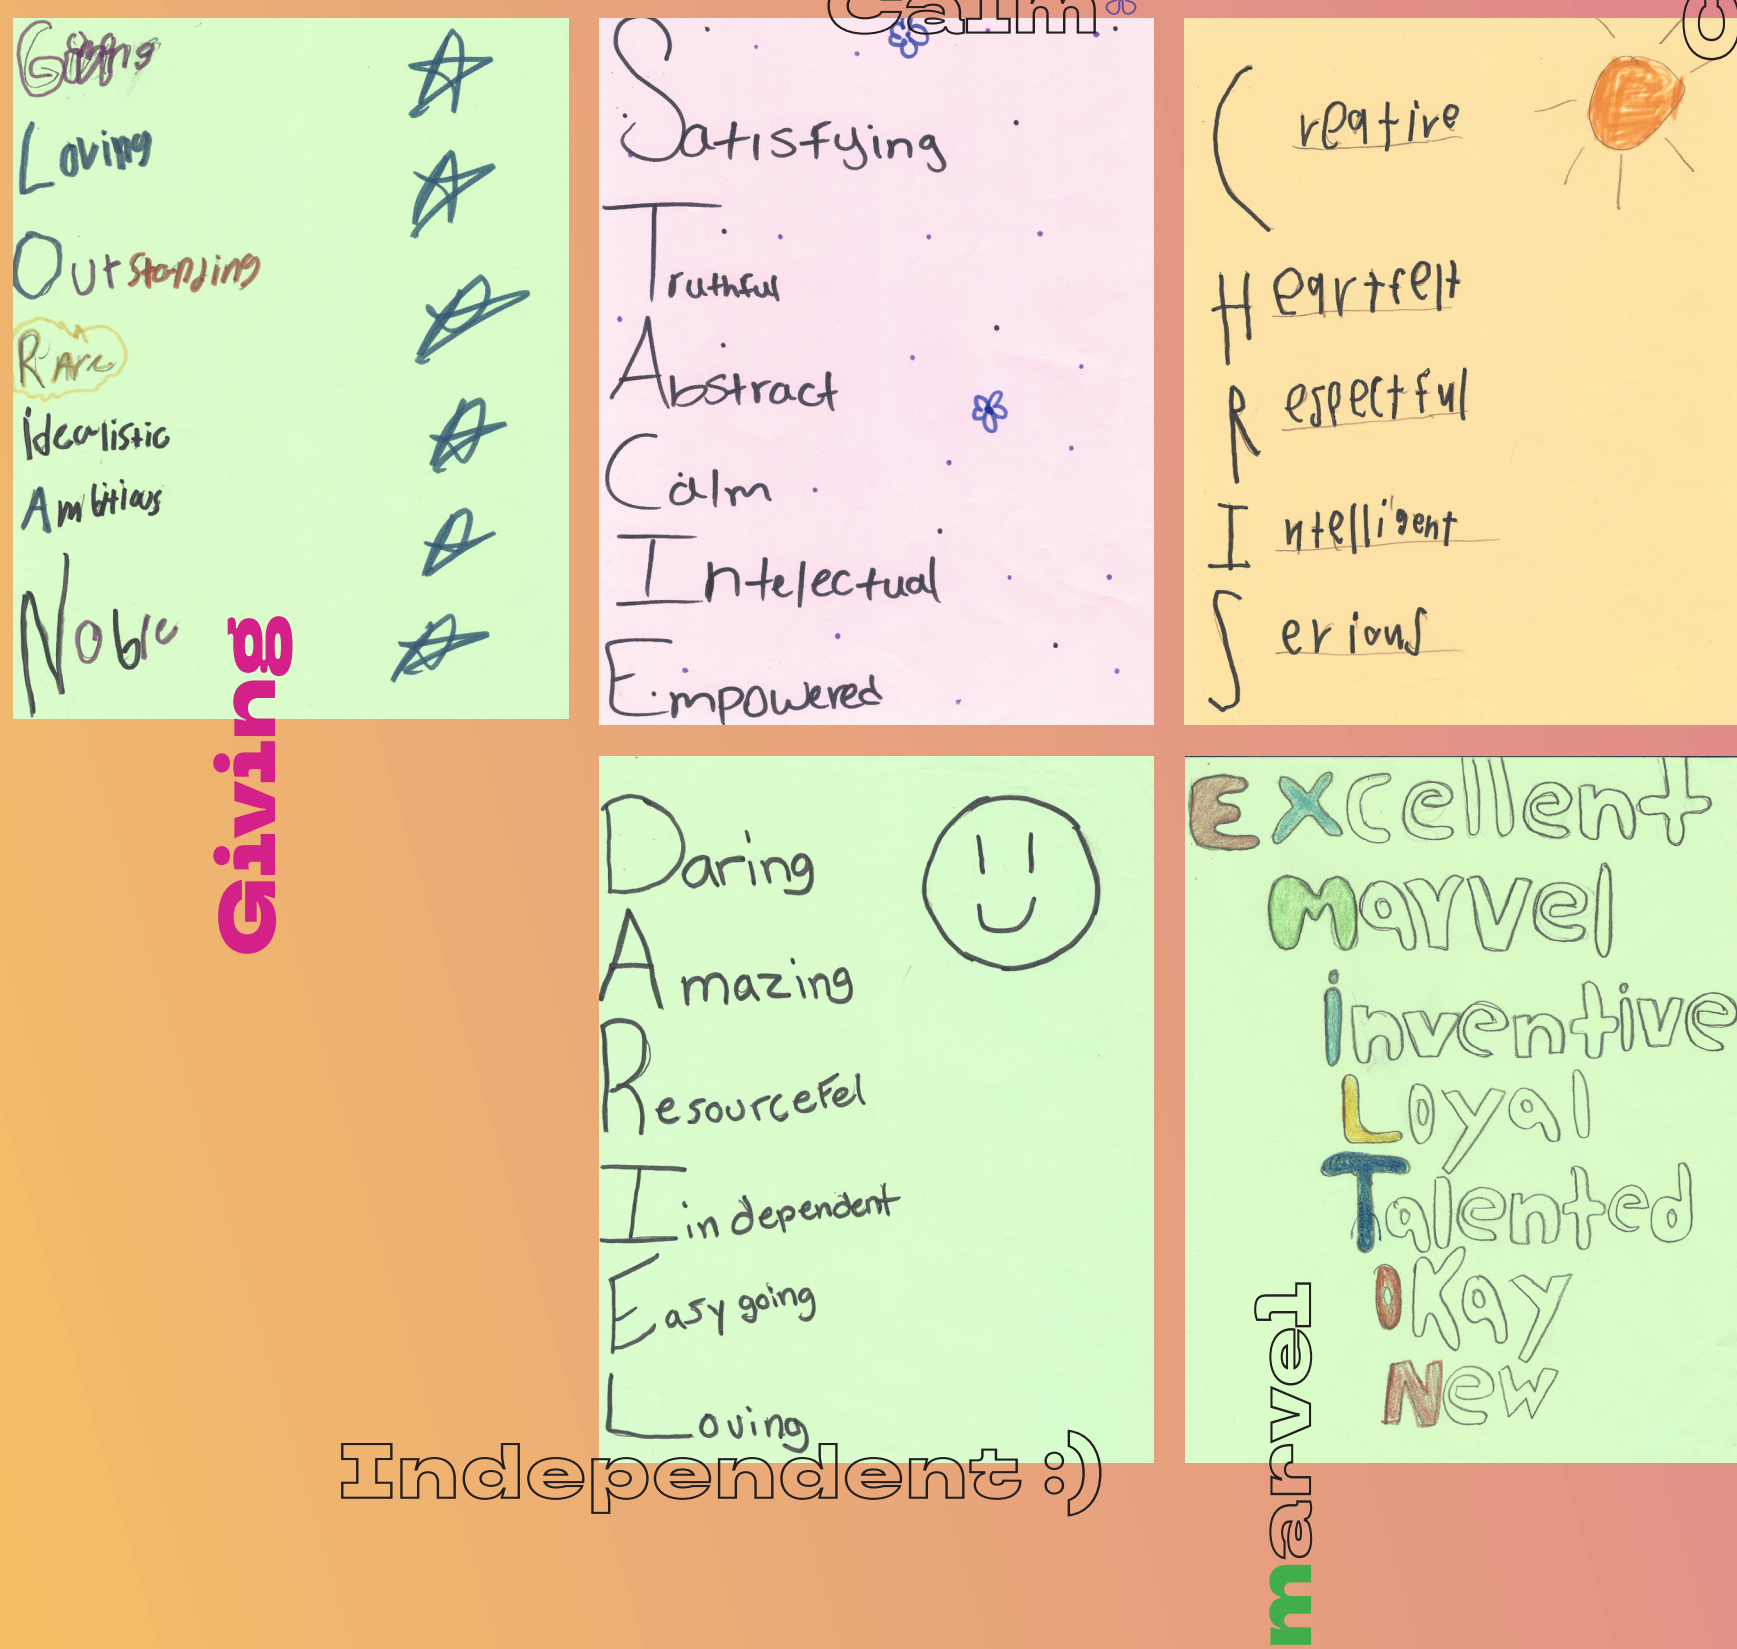 Calm
Giving
Loving
Outstanding
Rare
Idealistic
Ambitious
Noble
Giving
Satisfying
Truthful
Abstract
Calm
Intelectual
Empowered
Creative
Heartfelt
Respectful
Intelligent
Serious
Daring
Amazing
Resourcefel
I independent
Easy going
Loving
Independent :)
Excellent
Marvel
inventive
Loyal
Talented
okay
New
marvel